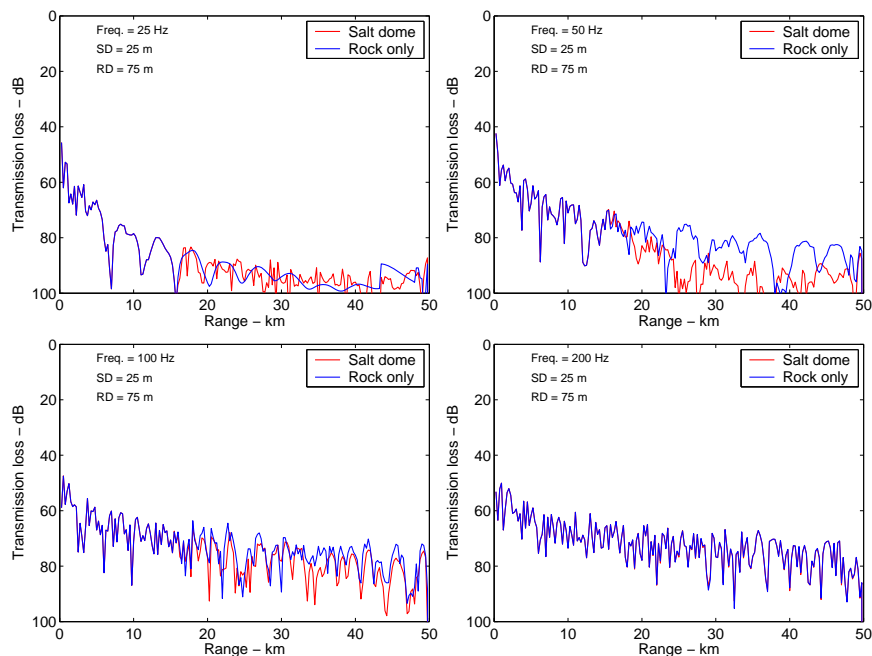 0
20
40
60
80
100
Transmission loss – dB
Freq. = 25 Hz
SD = 25 m
RD = 75 m
Salt dome
Rock only
0 10 20 30 40 50
Range – km
0
20
40
60
80
100
Transmission loss – dB
Freq. = 50 Hz
SD = 25 m
RD = 75 m
Salt dome
Rock only
0 10 20 30 40 50
Range – km
0
20
40
60
80
100
Transmission loss – dB
Freq. = 100 Hz
SD = 25 m
RD = 75 m
Salt dome
Rock only
0 10 20 30 40 50
Range – km
0
20
40
60
80
100
Transmission loss – dB
Freq. = 200 Hz
SD = 25 m
RD = 75 m
Salt dome
Rock only
0 10 20 30 40 50
Range – km